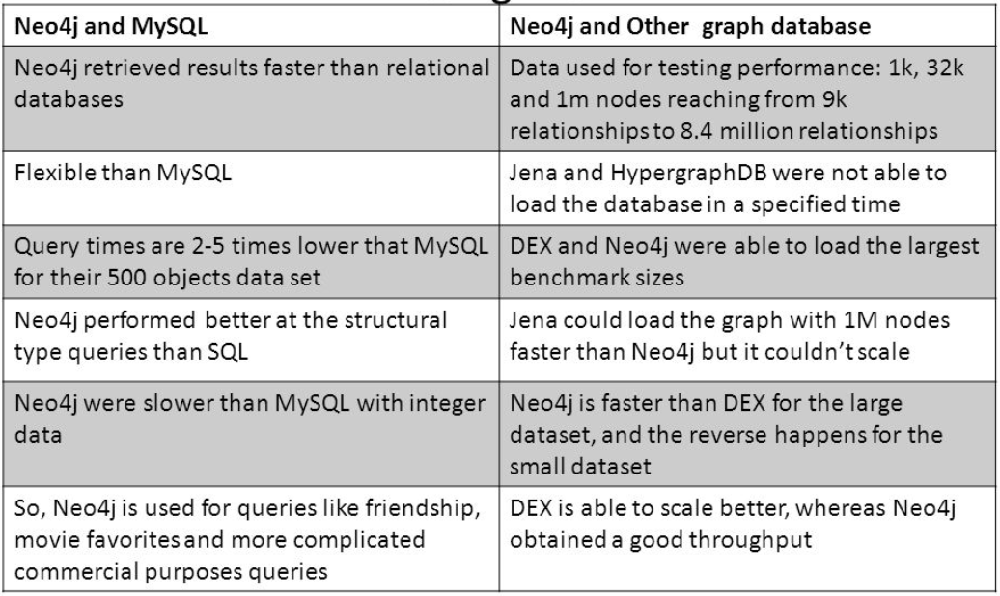 Neo4j and MySQL
Neo4j and Other graph database
Neo4j retrieved results faster than relational
databases
Data used for testing performance: 1k, 32k
and 1m nodes reaching from 9k
relationships to 8.4 million relationships
Flexible than MySQL
Jena and HypergraphDB were not able to
load the database in a specified time
Query times are 2-5 times lower that MySQL
for their 500 objects data set
DEX and Neo4j were able to load the largest
benchmark sizes
Neo4j performed better at the structural
type queries than SQL
Jena could load the graph with 1M nodes
faster than Neo4j but it couldn't scale
Neo4j were slower than MySQL with integer
data
Neo4j is faster than DEX for the large
dataset, and the reverse happens for the
small dataset
So, Neo4j is used for queries like friendship,
movie favorites and more complicated
commercial purposes queries
DEX is able to scale better, whereas Neo4j
obtained a good throughput